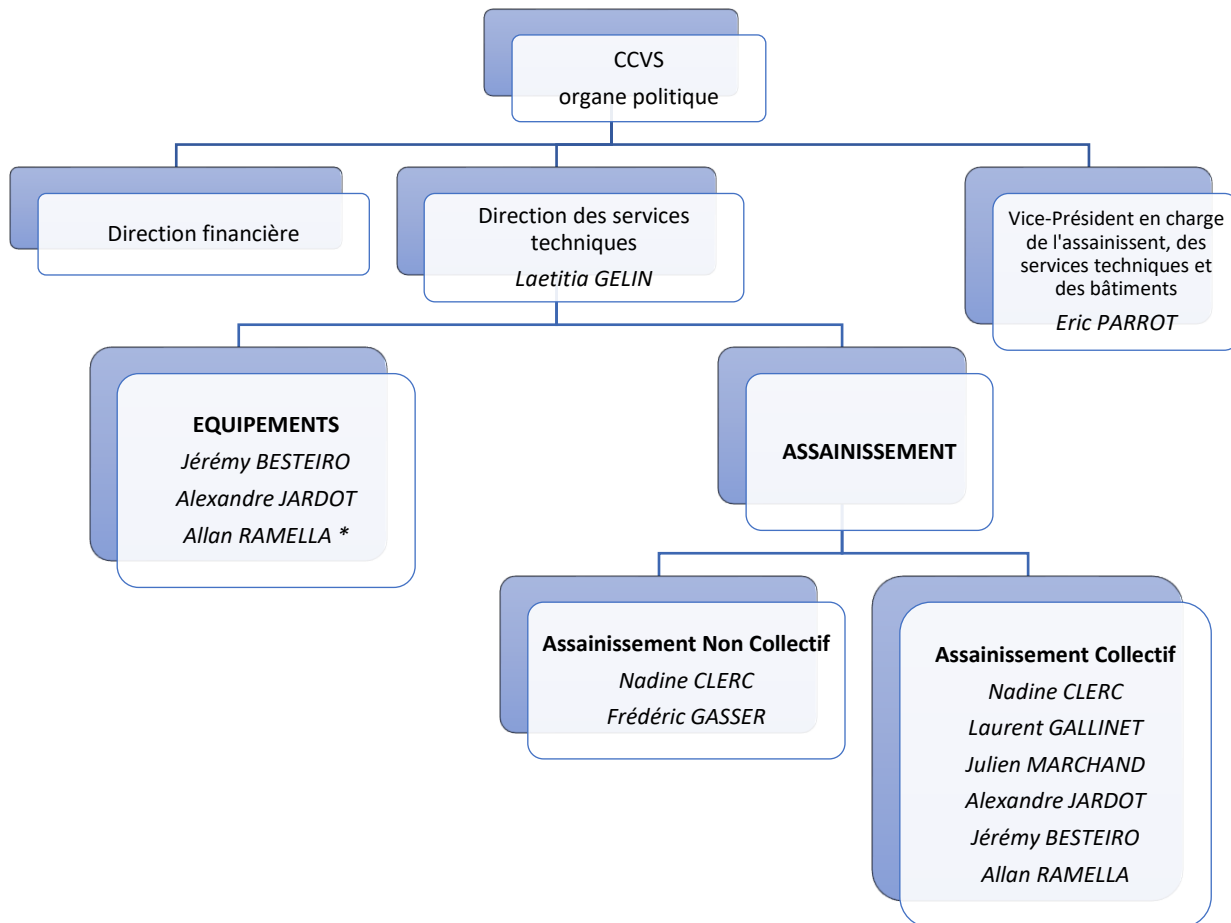 CCVS
organe politique
Direction financière
Direction des services
techniques
Laetitia GELIN
Vice-Président en charge
de l'assainissent, des
services techniques et
des bâtiments
Eric PARROT
EQUIPEMENTS
Jérémy BESTEIRO
Alexandre JARDOT
Allan RAMELLA *
ASSAINISSEMENT
Assainissement Non Collectif
Nadine CLERC
Frédéric GASSER
Assainissement Collectif
Nadine CLERC
Laurent GALLINET
Julien MARCHAND
Alexandre JARDOT
Jérémy BESTEIRO
Allan RAMELLA